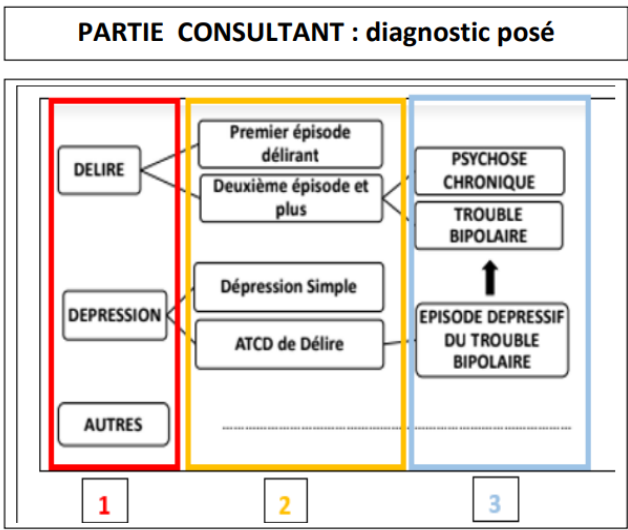 PARTIE CONSULTANT : diagnostic posé
DELIRE
Premier épisode
délirant
Deuxième épisode et
plus
PSYCHOSE
CHRONIQUE
TROUBLE
BIPOLAIRE
DEPRESSION
Dépression Simple
ATCD de Délire
EPISODE DEPRESSIF
DU TROUBLE
BIPOLAIRE
AUTRES
1
2
3